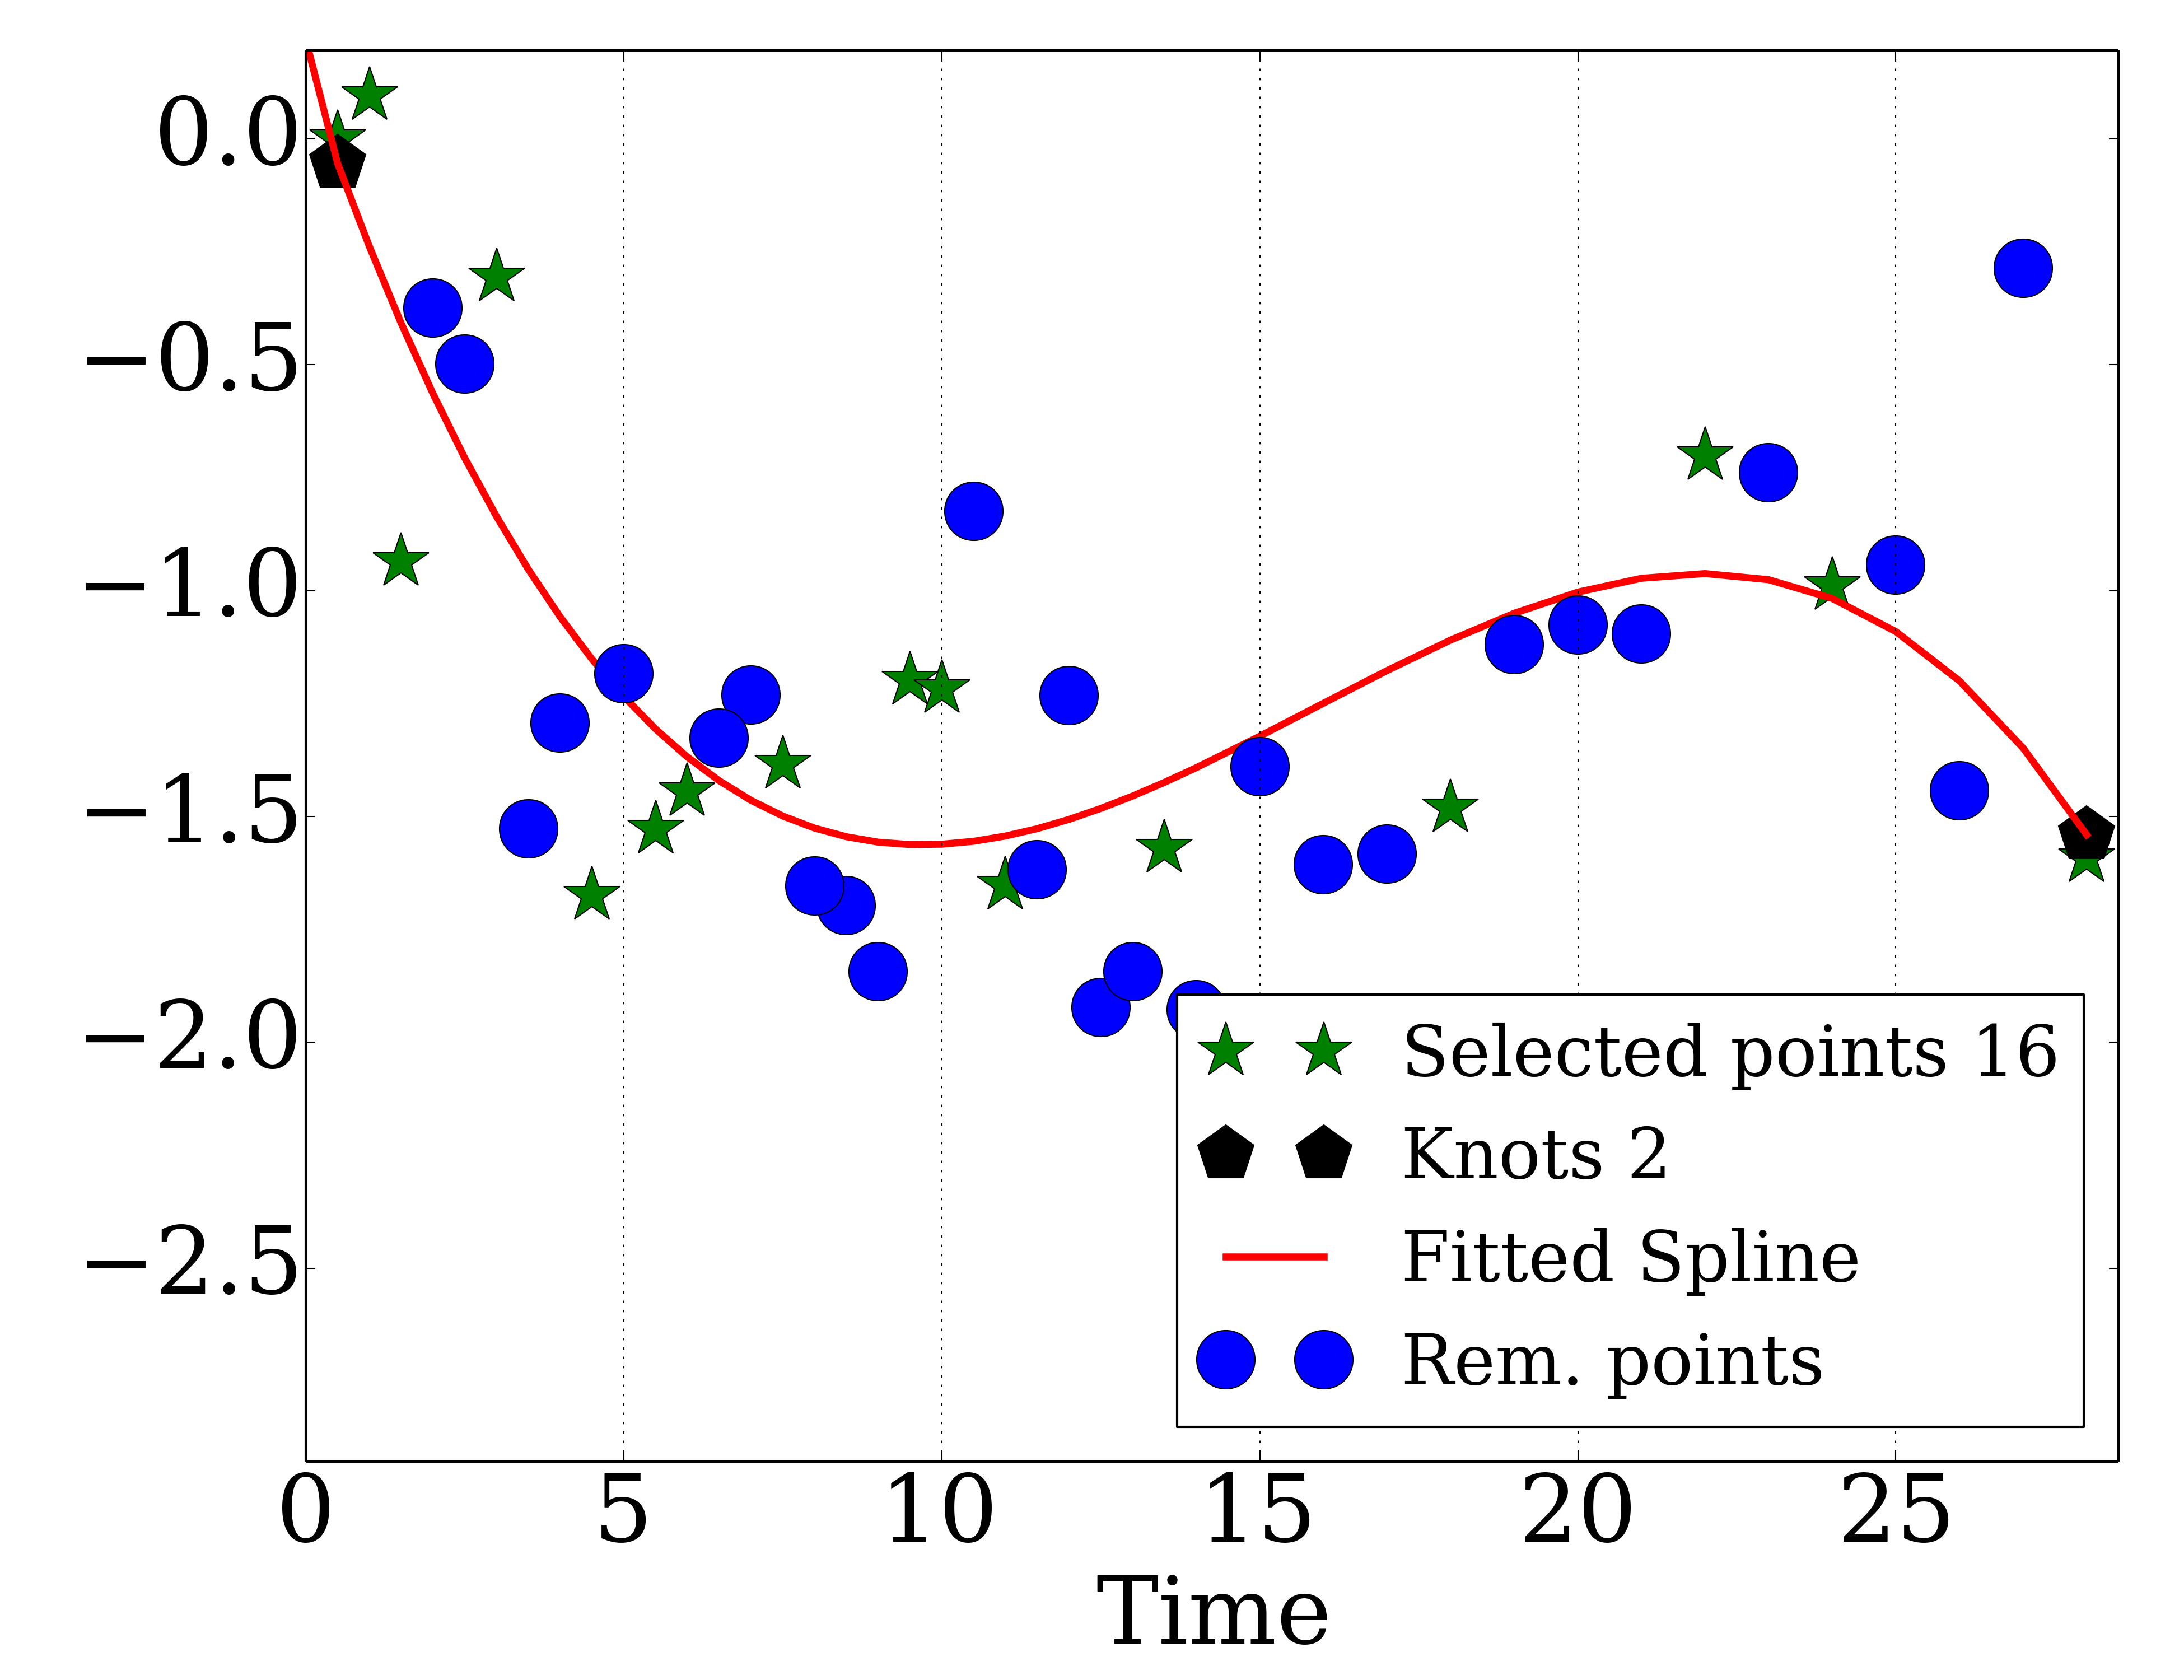 0.0
−0.5
−1.0
−1.5
−2.0
−2.5
Selected points 16
Knots 2
Fitted Spline
Rem. points
0 5 10 15 20 25
Time